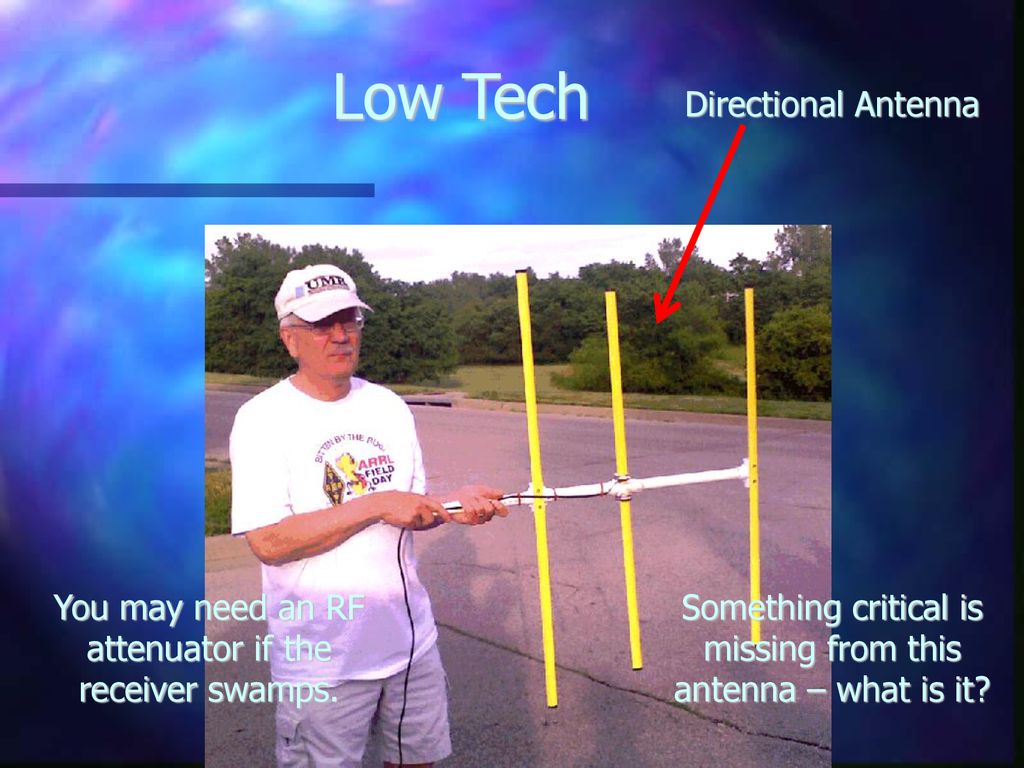 Low Tech
Directional Antenna
UMR
BITTEN BY THE
ARRL
FIELD
DAY
You may need an RF
attenuator if the
receiver swamps.
Something critical is
missing from this
antenna – what is it?